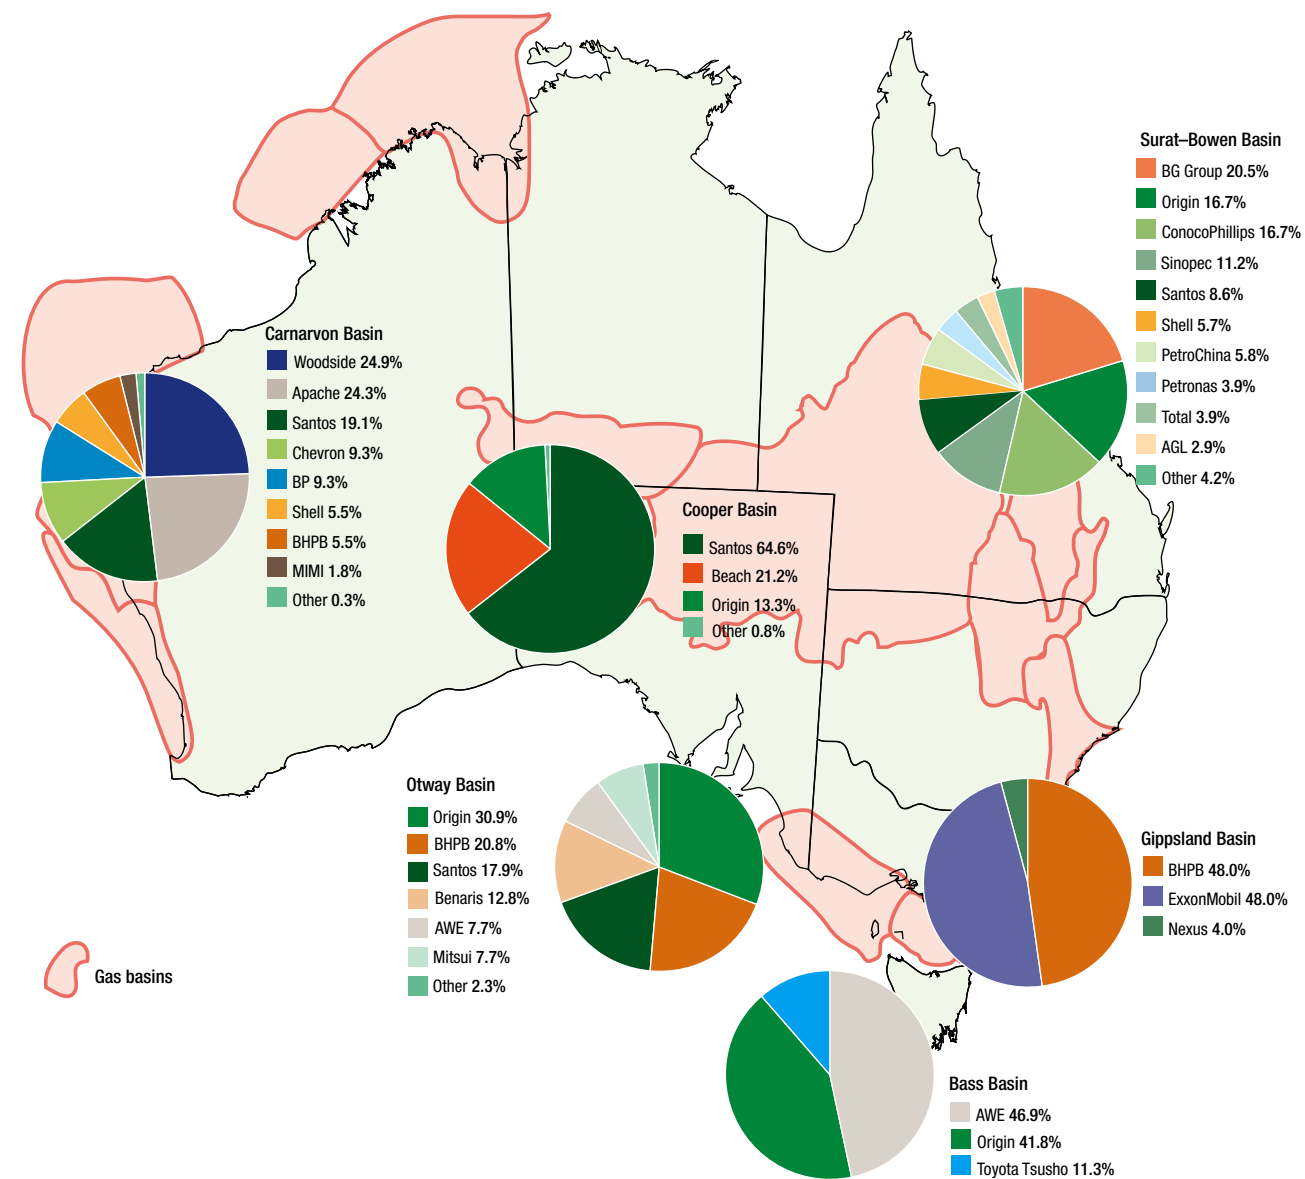 Surat–Bowen Basin
BG Group 20.5%
Origin 16.7%
ConocoPhillips 16.7%
Sinopec 11.2%
Santos 8.6%
Shell 5.7%
PetroChina 5.8%
Petronas 3.9%
Total 3.9%
AGL 2.9%
Other 4.2%
Carnarvon Basin
Woodside 24.9%
Apache 24.3%
Santos 19.1%
Chevron 9.3%
BP 9.3%
Shell 5.5%
BHPB 5.5%
MIMI 1.8%
Other 0.3%
Cooper Basin
Santos 64.6%
Beach 21.2%
Origin 13.3%
Other 0.8%
Otway Basin
Origin 30.9%
BHPB 20.8%
Santos 17.9%
Benaris 12.8%
AWE 7.7%
Mitsui 7.7%
Other 2.3%
Gippsland Basin
BHPB 48.0%
ExxonMobil 48.0%
Nexus 4.0%
Gas basins
Bass Basin
AWE 46.9%
Origin 41.8%
Toyota Tsusho 11.3%